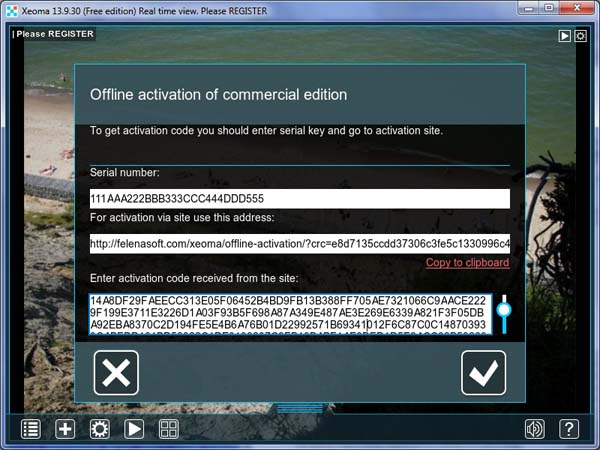 Xeoma 13.9.30 (Free edition) Real time view. Please REGISTER
| Please REGISTER
Offline activation of commercial edition
To get activation code you should enter serial key and go to activation site.
Serial number:
111AAA222BBB333CCC444DDD555
For activation via site use this address:
http://felenasoft.com/xeoma/offline-activation/?crc=e8d7135ccdd37306c3fe5c1330996c4
Copy to clipboard
Enter activation code received from the site:
14A8DF29FAEECC313E05F06452B4BD9FB13B388FF705AE7321066C9AACE222
9F199E3711E3226D1A03F93B5F698A87A349E487AE3E269E6339A821F3F05DB
A92EBA8370C2D194FE5E4B6A76B01D22992571B69341D012F6C87C0C14870393
?